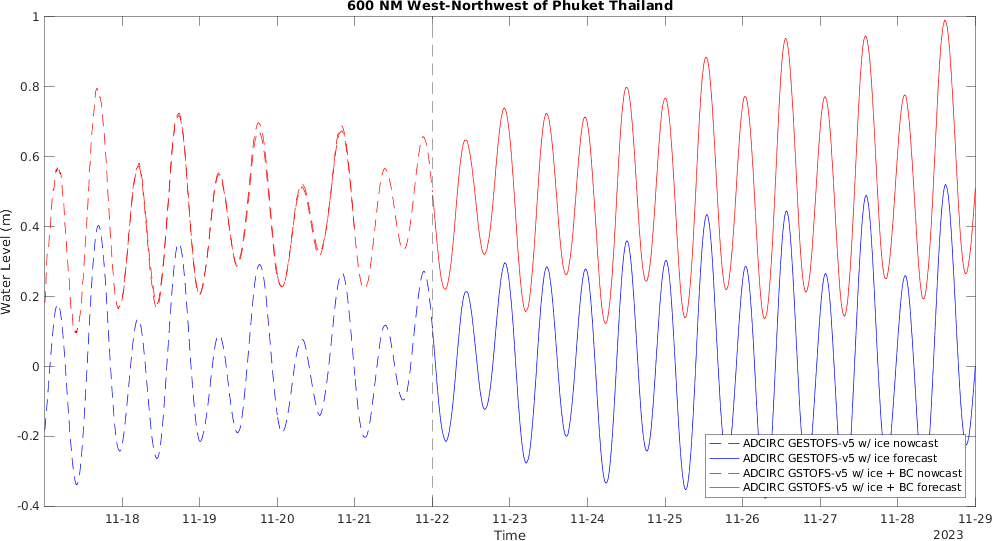 600 NM West-Northwest of Phuket Thailand
Water Level (m)
1
0.8
0.6
0.4
0.2
0
-0.2
-0.4
ADCIRC GESTOFS-v5 w/ ice nowcast
ADCIRC GESTOFS-v5 w/ ice forecast
ADCIRC GSTOFS-v5 w/ ice + BC nowcast
ADCIRC GSTOFS-v5 w/ ice + BC forecast
11-18 11-19 11-20 11-21 11-22 11-23 11-24 11-25 11-26 11-27 11-28 11-29
Time
2023